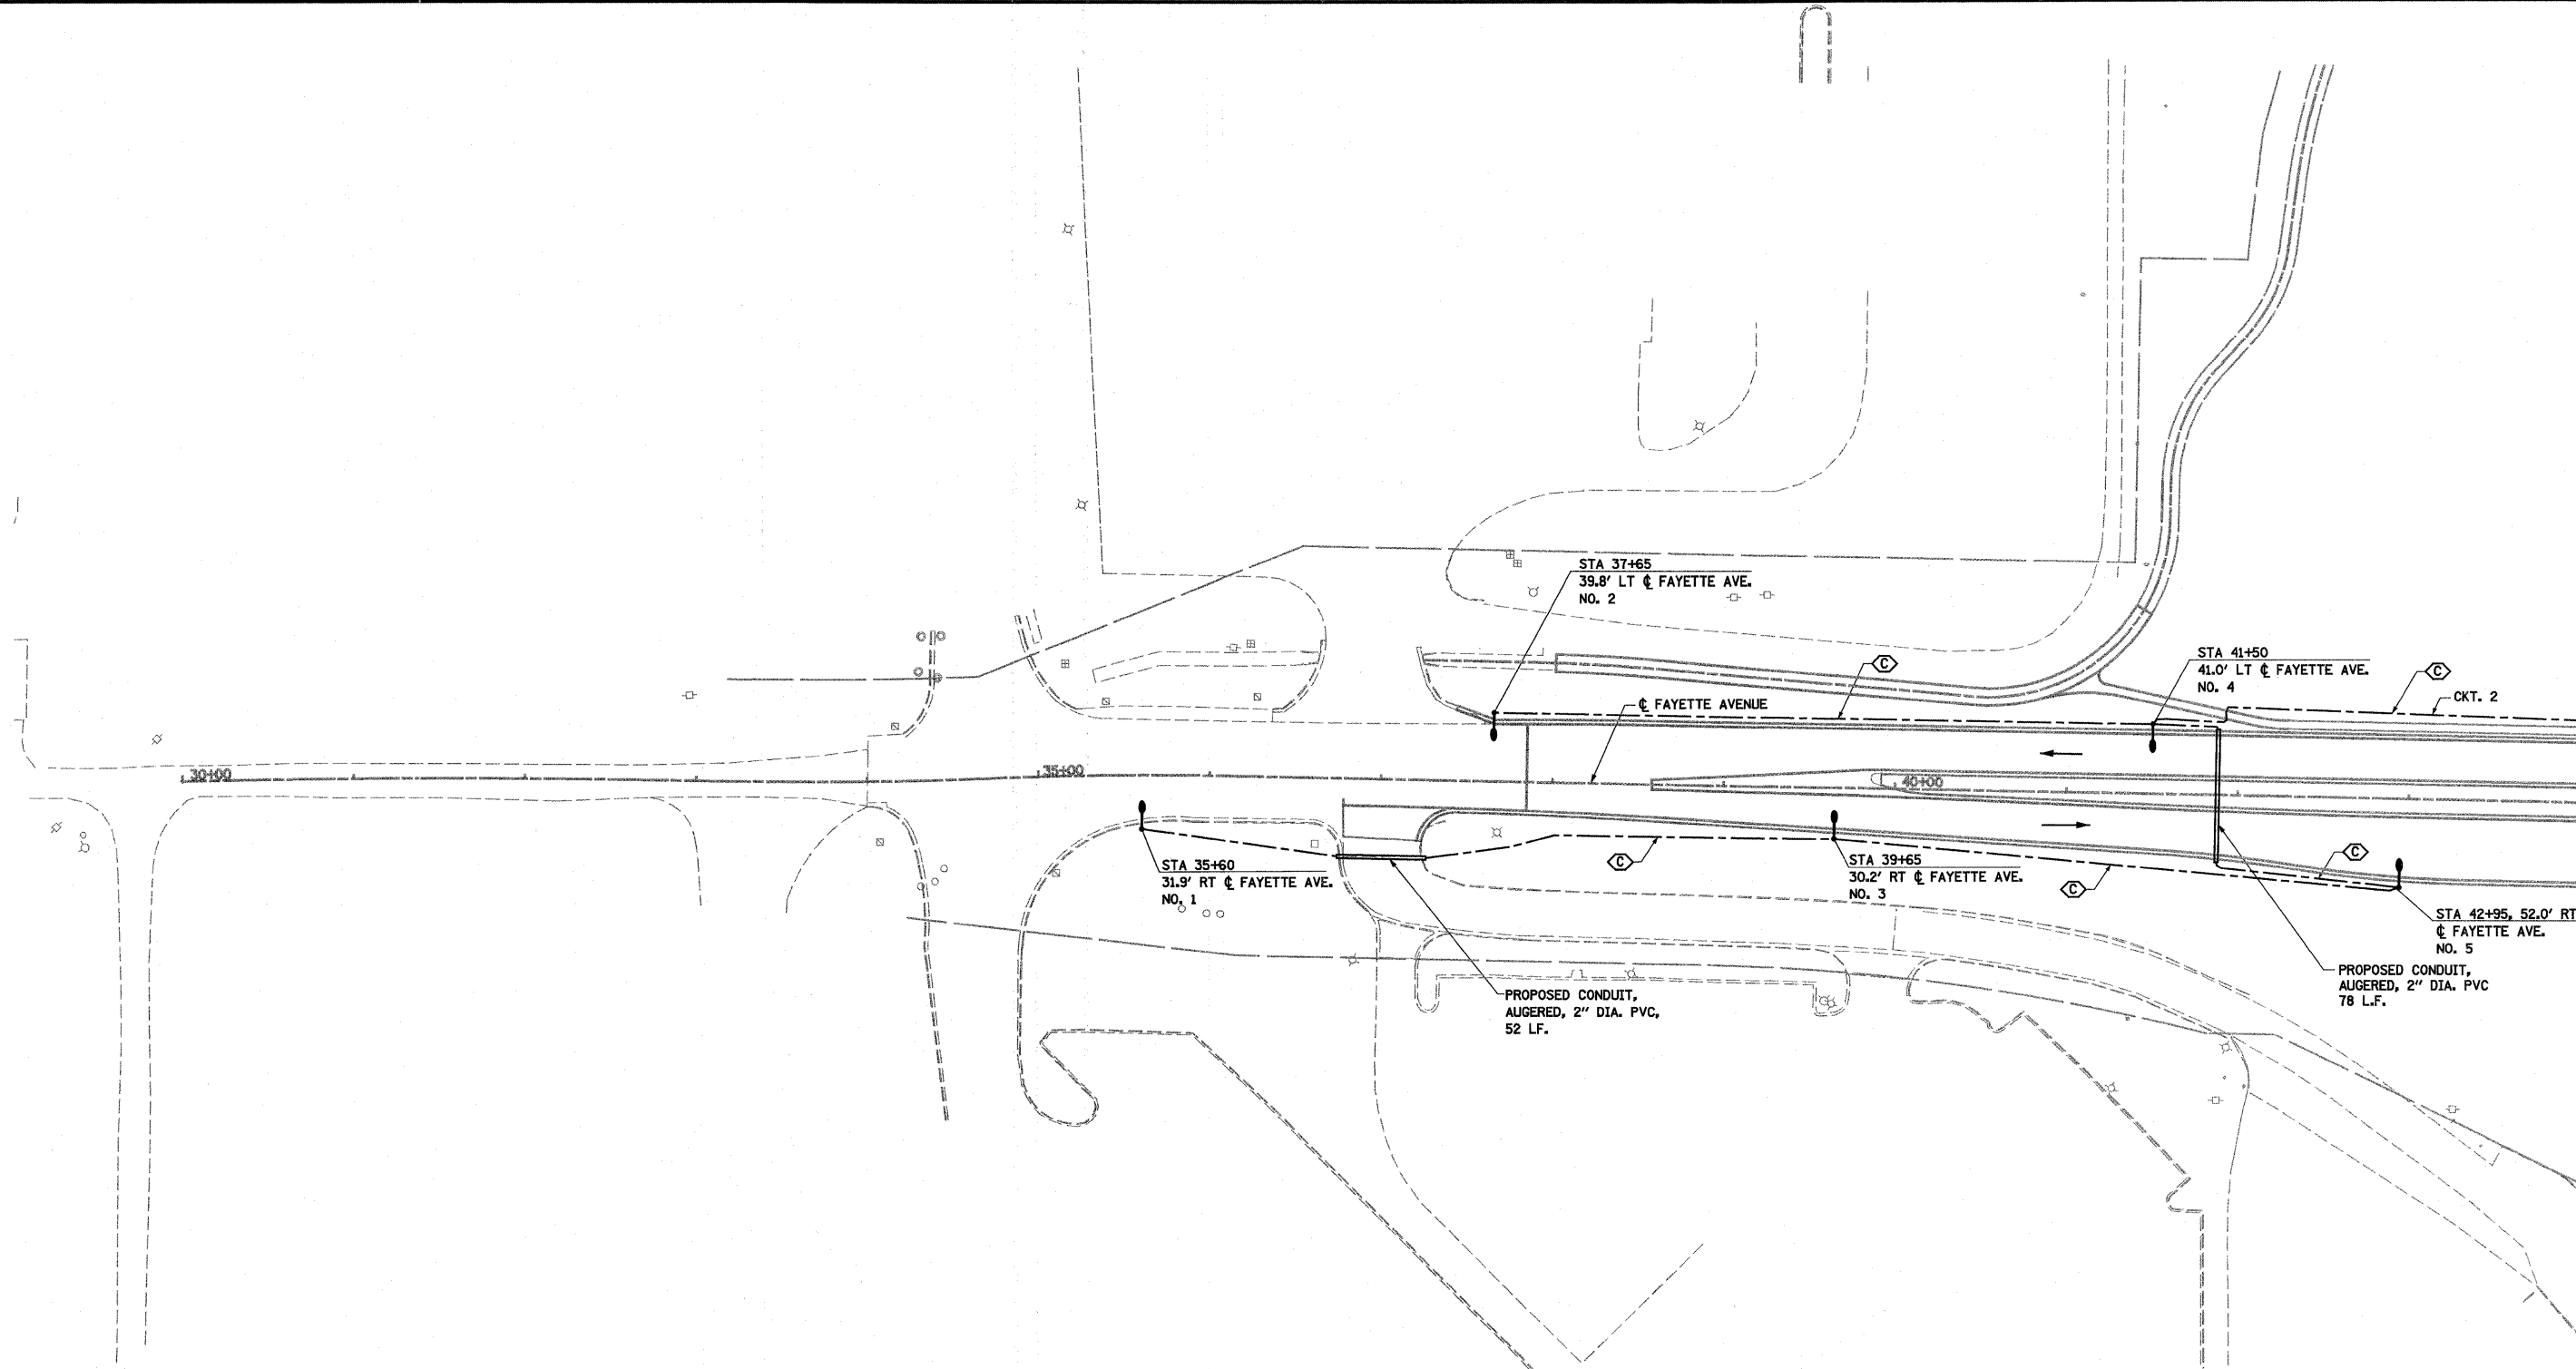 STA 37+65
39.8' LT ℄ FAYETTE AVE.
NO. 2
C
STA 41+50
41.0' LT ℄ FAYETTE AVE.
NO. 4
C
CKT. 2
℄ FAYETTE AVENUE
30+00
35+00
40+00
STA 35+60
31.9' RT ℄ FAYETTE AVE.
NO. 1
C
STA 39+65
30.2' RT ℄ FAYETTE AVE.
NO. 3
C
C
STA 42+95, 52.0' RT
℄ FAYETTE AVE.
NO. 5
PROPOSED CONDUIT,
AUGERED, 2" DIA. PVC,
52 LF.
PROPOSED CONDUIT,
AUGERED, 2" DIA. PVC
78 L.F.